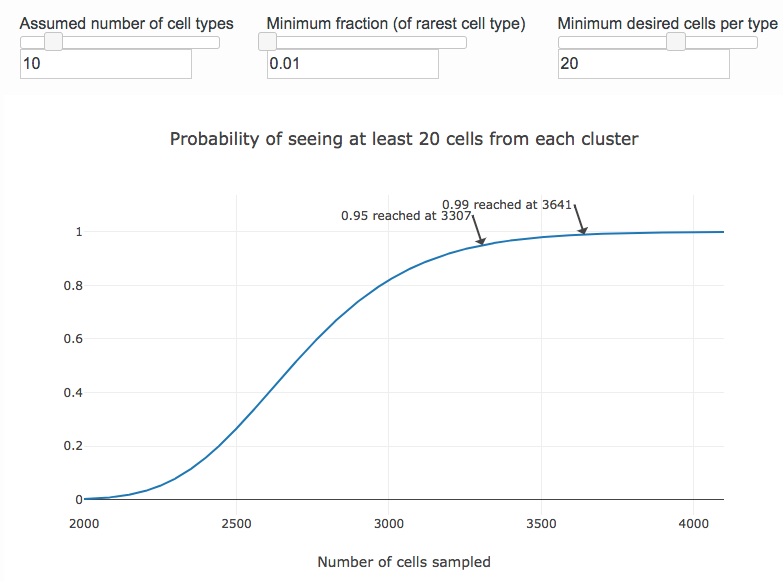 Assumed number of cell types
Minimum fraction (of rarest cell type)
Minimum desired cells per type
10
0.01
20
Probability of seeing at least 20 cells from each cluster
0.99 reached at 3641
0.95 reached at 3307
1
0.8
0.6
0.4
0.2
0
2000
2500
3000
3500
4000
Number of cells sampled